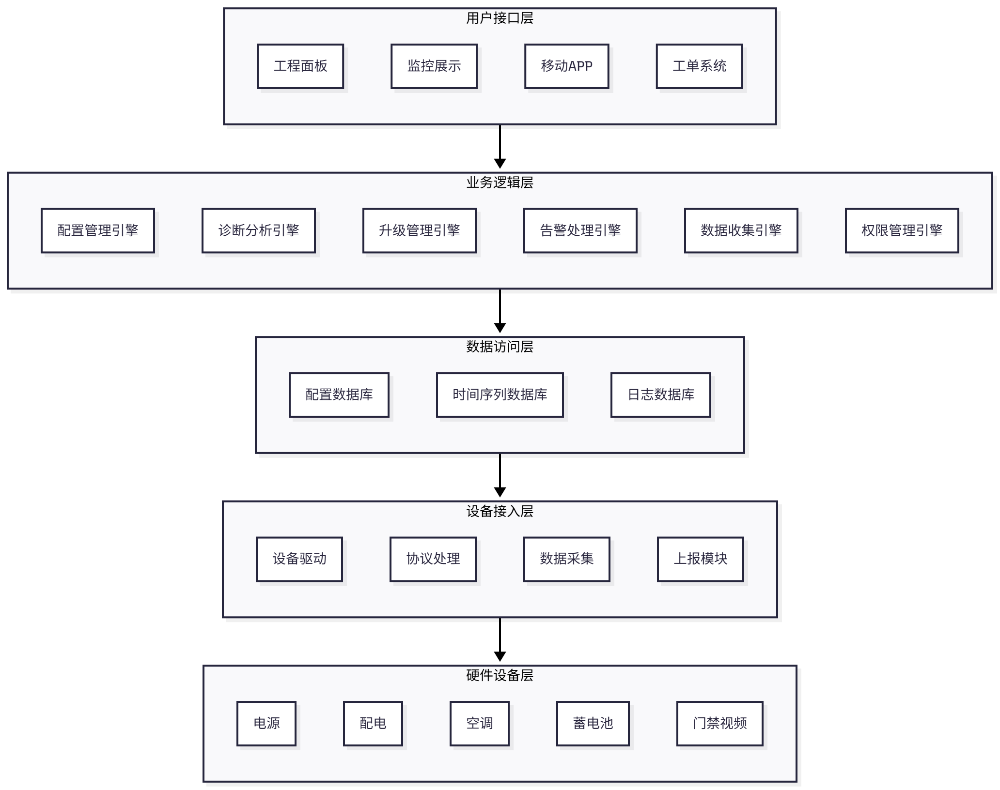 用户接口层
工程面板
监控展示
移动APP
工单系统
业务逻辑层
配置管理引擎
诊断分析引擎
升级管理引擎
告警处理引擎
数据收集引擎
权限管理引擎
数据访问层
配置数据库
时间序列数据库
日志数据库
设备接入层
设备驱动
协议处理
数据采集
上报模块
硬件设备层
电源
配电
空调
蓄电池
门禁视频